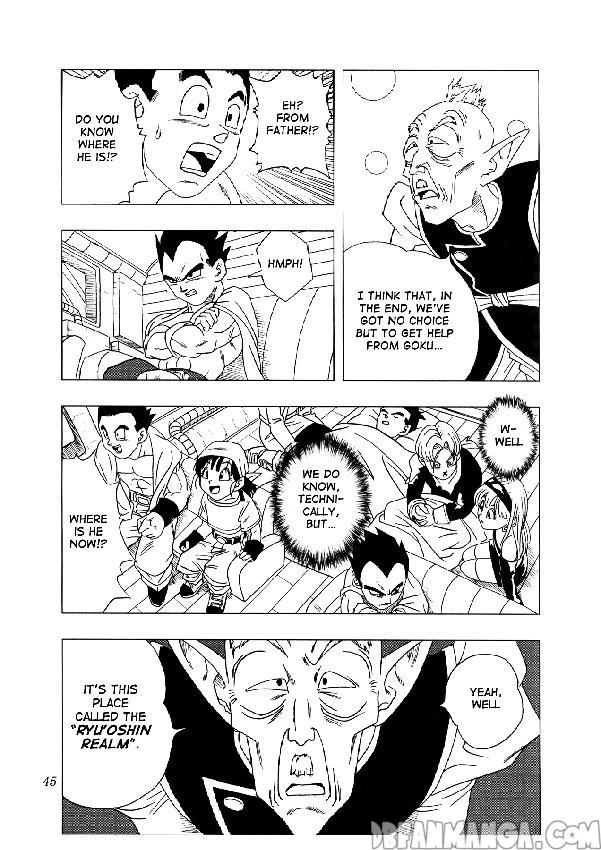 I THINK THAT, IN
THE END, WE'VE
GOT NO CHOICE
BUT TO GET HELP
FROM GOKU...
EH?
FROM
FATHER!?
DO YOU
KNOW
WHERE
HE IS!?
HMPH!
W-
WELL
WE DO
KNOW,
TECHNI-
CALLY,
BUT...
WHERE
IS HE
NOW!?
YEAH,
WELL
IT'S THIS
PLACE
CALLED THE
"RYU'OSHIN
REALM".
45
DBFANMANGA.COM